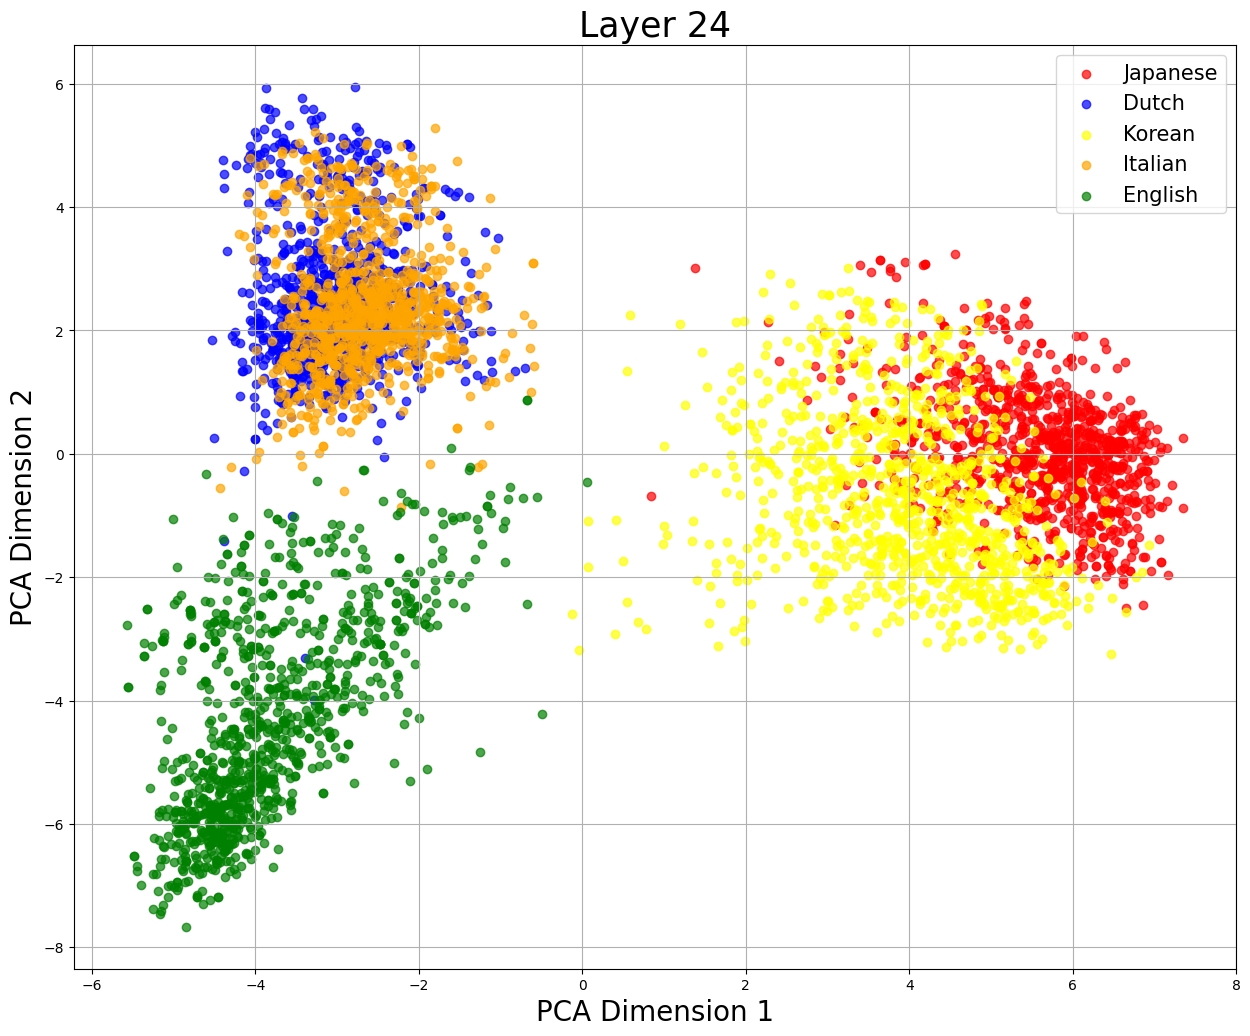 Layer 24
Japanese
Dutch
Korean
Italian
English
6
4
2
0
−2
−4
−6
−8
PCA Dimension 2
−6
−4
−2
0
2
4
6
8
PCA Dimension 1